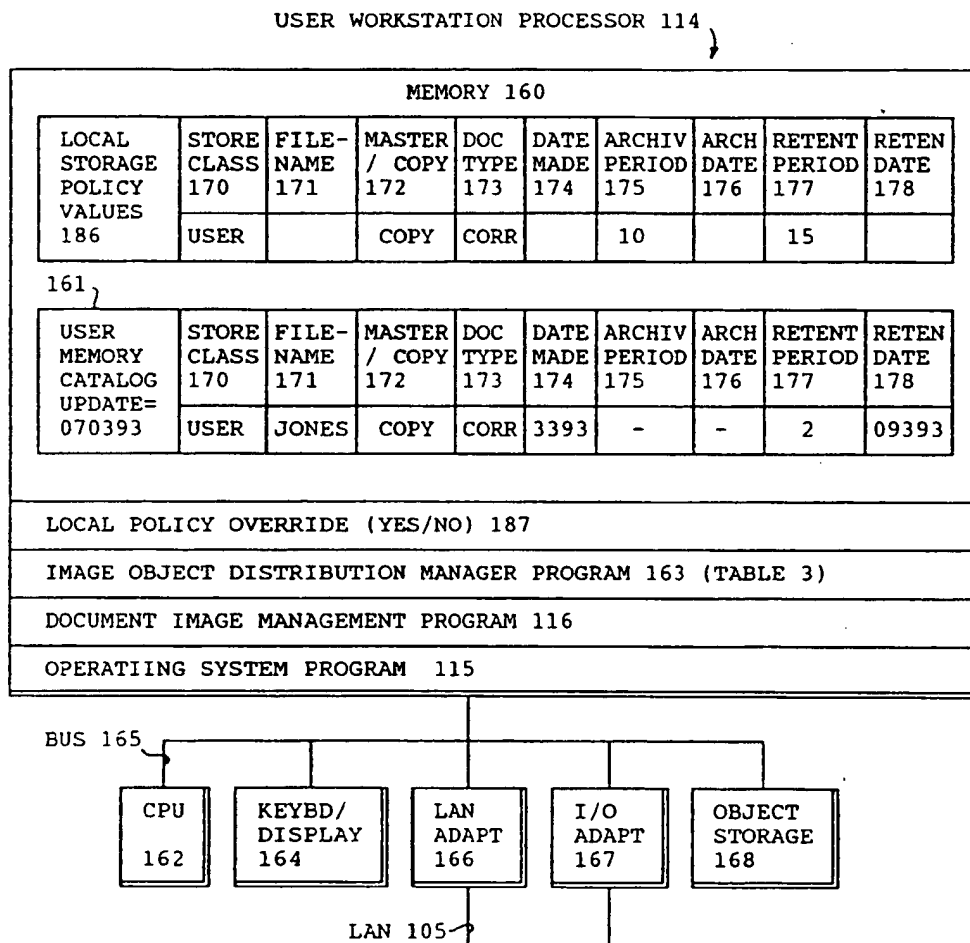 USER WORKSTATION PROCESSOR 114
MEMORY 160
LOCAL STORAGE POLICY VALUES 186
STORE CLASS 170
FILE-NAME 171
MASTER / COPY 172
DOC TYPE 173
DATE MADE 174
ARCHIV PERIOD 175
ARCH DATE 176
RETENT PERIOD 177
RETEN DATE 178
USER COPY CORR 10 15
161
USER MEMORY CATALOG UPDATE= 070393
STORE CLASS 170
FILE-NAME 171
MASTER / COPY 172
DOC TYPE 173
DATE MADE 174
ARCHIV PERIOD 175
ARCH DATE 176
RETENT PERIOD 177
RETEN DATE 178
USER JONES COPY CORR 3393 - - 2 09393
LOCAL POLICY OVERRIDE (YES/NO) 187
IMAGE OBJECT DISTRIBUTION MANAGER PROGRAM 163 (TABLE 3)
DOCUMENT IMAGE MANAGEMENT PROGRAM 116
OPERATIING SYSTEM PROGRAM 115
BUS 165
CPU 162
KEYBD/ DISPLAY 164
LAN ADAPT 166
I/O ADAPT 167
OBJECT STORAGE 168
LAN 105